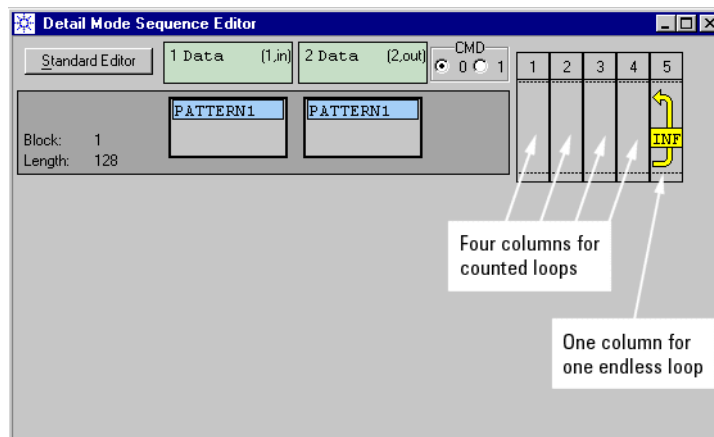 Detail Mode Sequence Editor
Standard Editor
1 Data (1,in)
2 Data (2,out)
CMD
0 1
1 2 3 4 5
PATTERN1
PATTERN1
Block: 1
Length: 128
INF
Four columns for
counted loops
One column for
one endless loop